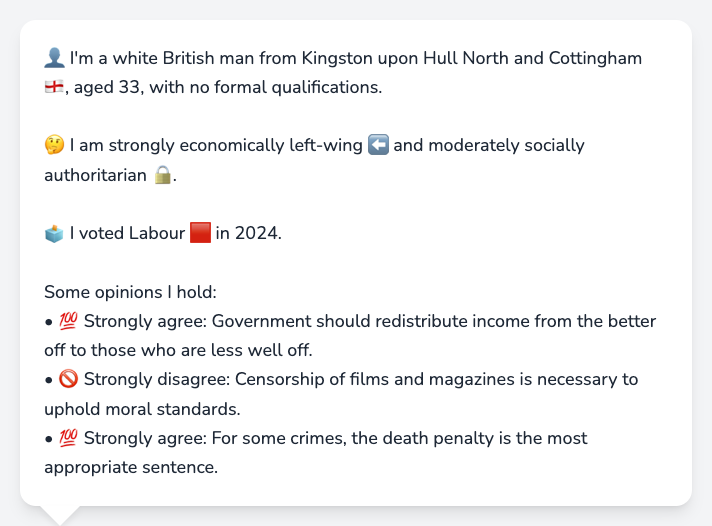 👤 I'm a white British man from Kingston upon Hull North and Cottingham
🏴󠁧󠁢󠁥󠁮󠁧󠁿, aged 33, with no formal qualifications.
🤔 I am strongly economically left-wing ⬅️ and moderately socially
authoritarian 🔒.
🗳️ I voted Labour 🟥 in 2024.
Some opinions I hold:
• 💯 Strongly agree: Government should redistribute income from the better
off to those who are less well off.
• 🚫 Strongly disagree: Censorship of films and magazines is necessary to
uphold moral standards.
• 💯 Strongly agree: For some crimes, the death penalty is the most
appropriate sentence.